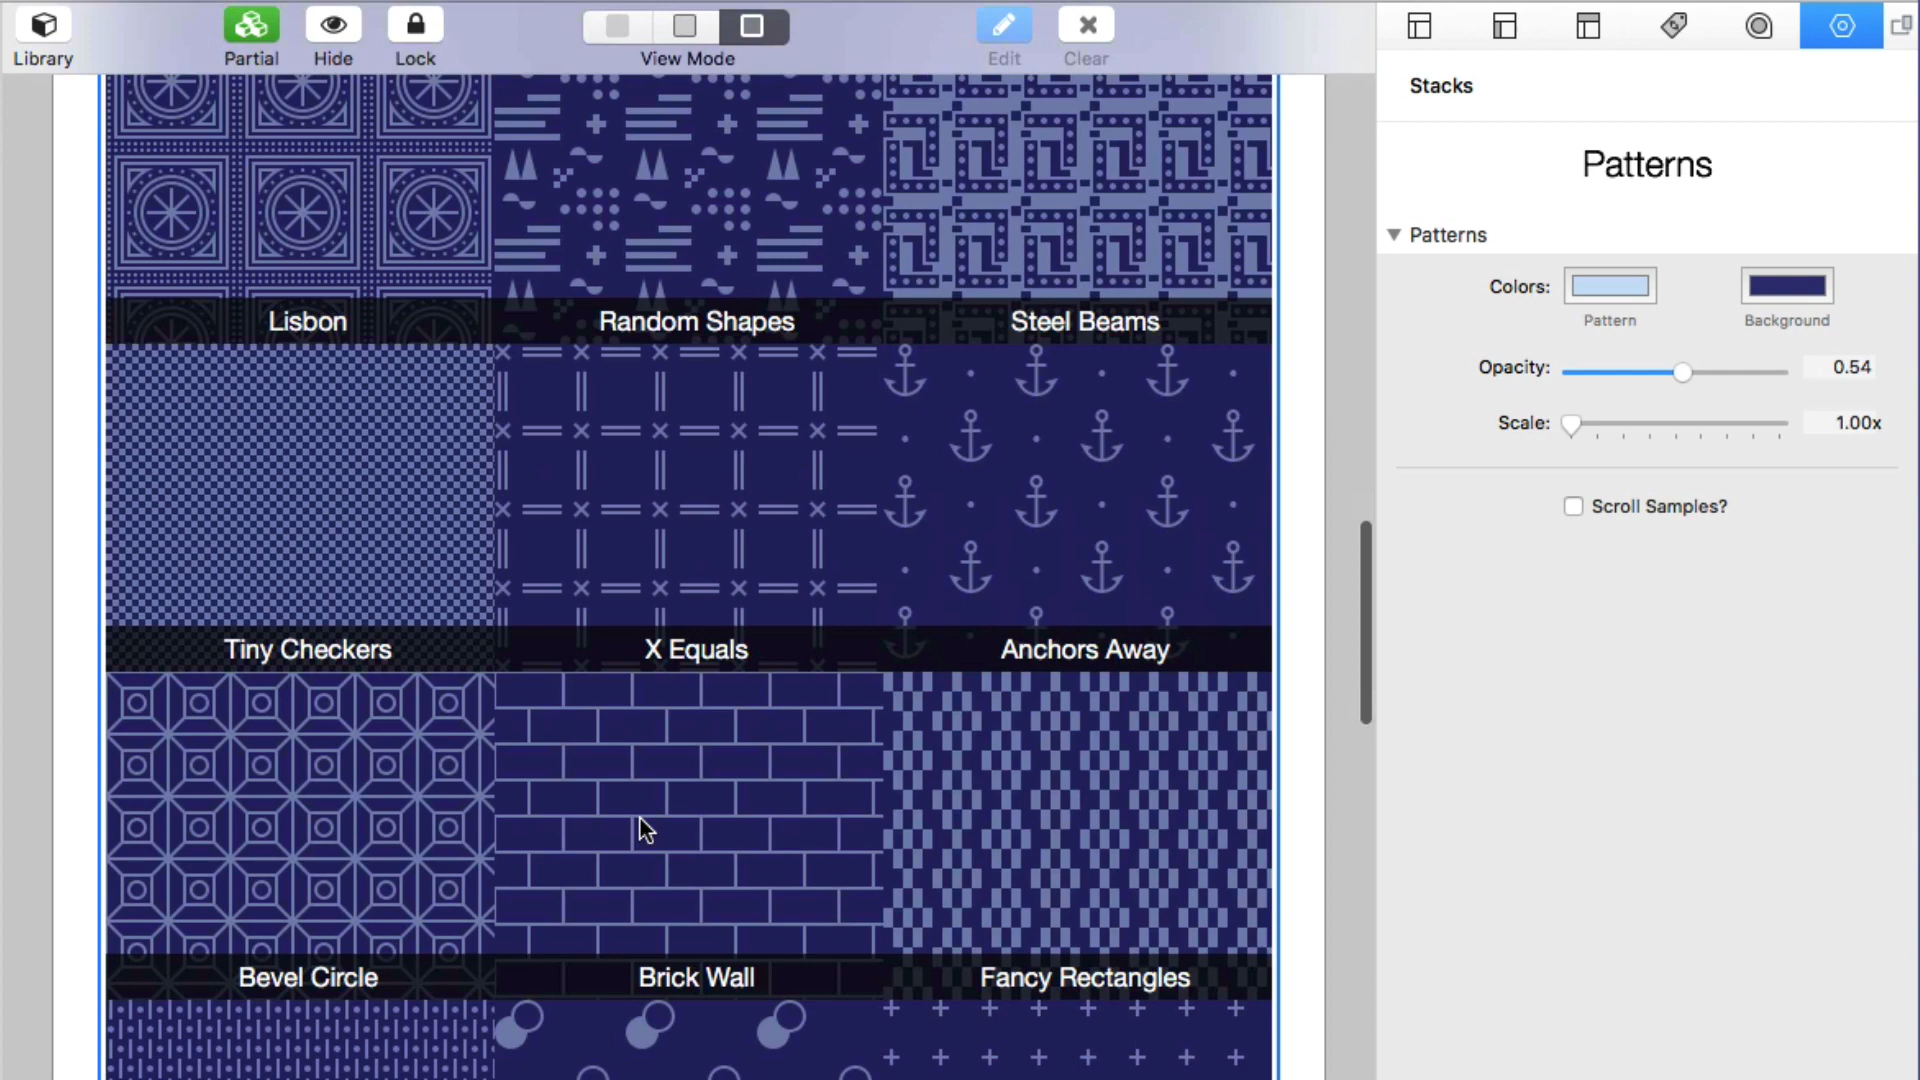 Library
Partial
Hide
Lock
View Mode
Edit
Clear
Stacks
Patterns
Patterns
Colors:
Pattern
Background
Opacity:
0.54
Scale:
1.00x
Scroll Samples?
Lisbon
Random Shapes
Steel Beams
Tiny Checkers
X Equals
Anchors Away
Bevel Circle
Brick Wall
Fancy Rectangles